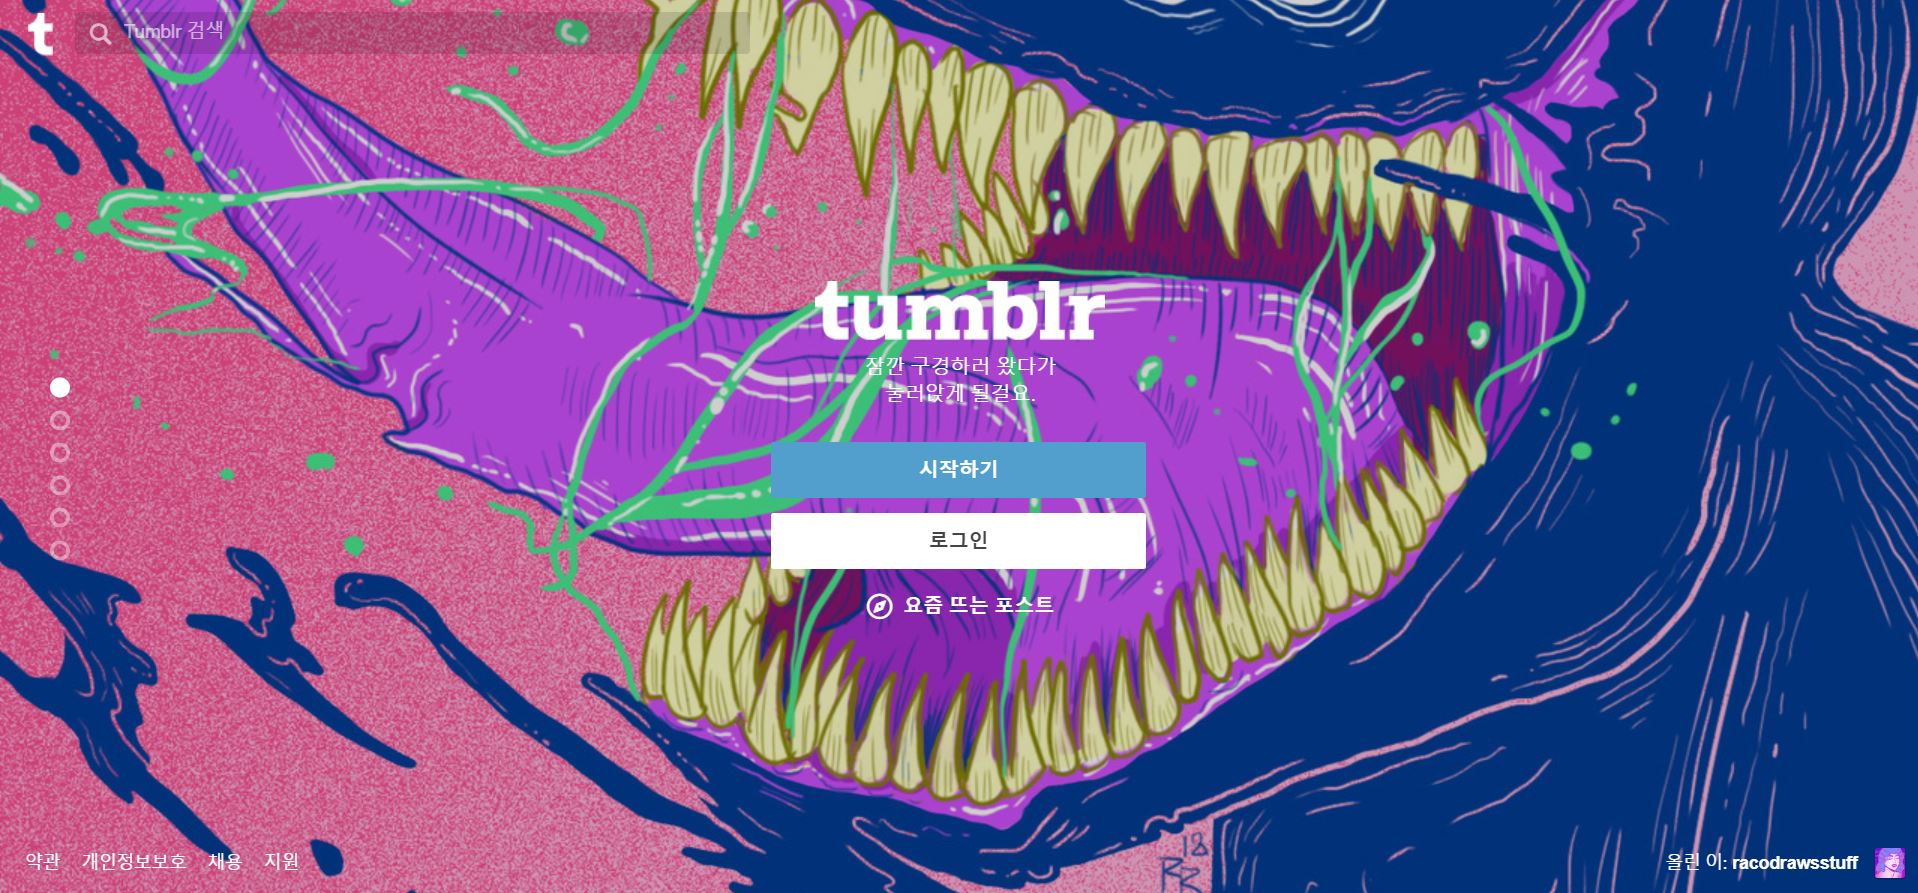 t
Tumblr 검색
tumblr
잠깐 구경하러 왔다가
눌러앉게 될걸요.
시작하기
로그인
요즘 뜨는 포스트
18
약관 개인정보보호 채용 지원
올린 이: racodrawsstuff